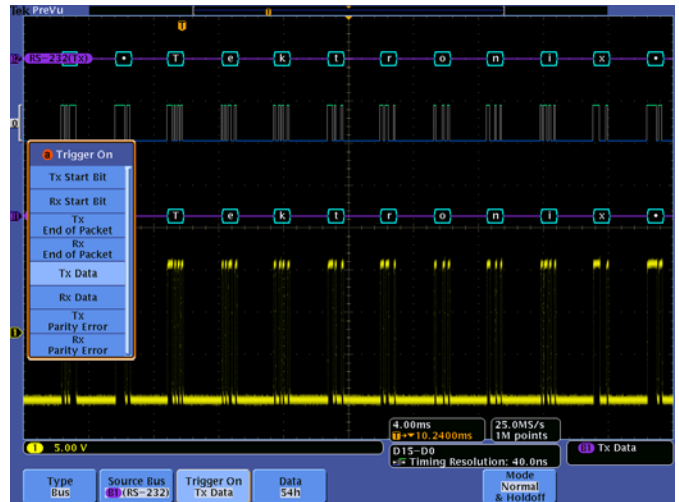 Tek PreVu
T
B2 RS-232(Tx) • T e k t r o n i x •
D
a Trigger On
Tx Start Bit
Rx Start Bit
Tx
End of Packet
Rx
End of Packet
Tx Data
Rx Data
Tx
Parity Error
Rx
Parity Error
B1 T e k t r o n i x •
1
4.00ms
T→▼10.2400ms
25.0MS/s
1M points
1 5.00 V
D15-D0
Timing Resolution: 40.0ns
B1 Tx Data
Type
Bus
Source Bus
B1 (RS-232)
Trigger On
Tx Data
Data
54h
Mode
Normal
& Holdoff